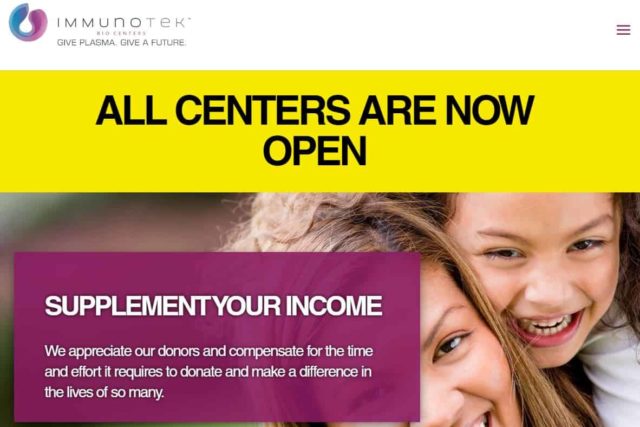 IMMUNOTEK™
BIO CENTERS
GIVE PLASMA. GIVE A FUTURE.
ALL CENTERS ARE NOW
OPEN
SUPPLEMENT YOUR INCOME
We appreciate our donors and compensate for the time
and effort it requires to donate and make a difference in
the lives of so many.